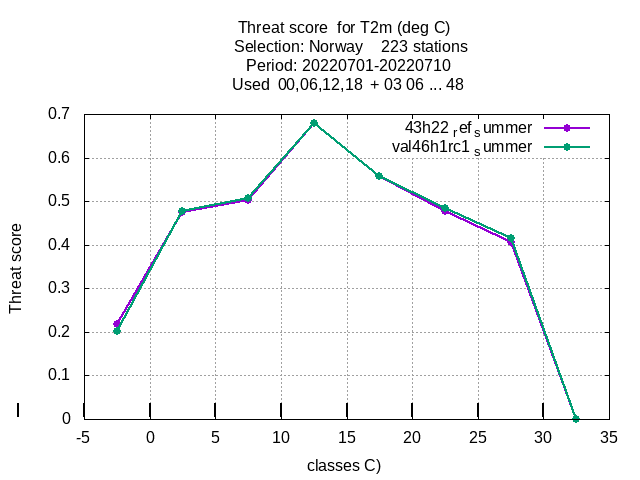 Threat score for T2m (deg C)
Selection: Norway 223 stations
Period: 20220701-20220710
Used 00,06,12,18 + 03 06 ... 48
43h22 ref summer
val46h1rc1 summer
0.7
0.6
0.5
0.4
0.3
0.2
0.1
0
Threat score
-5 0 5 10 15 20 25 30 35
classes C)